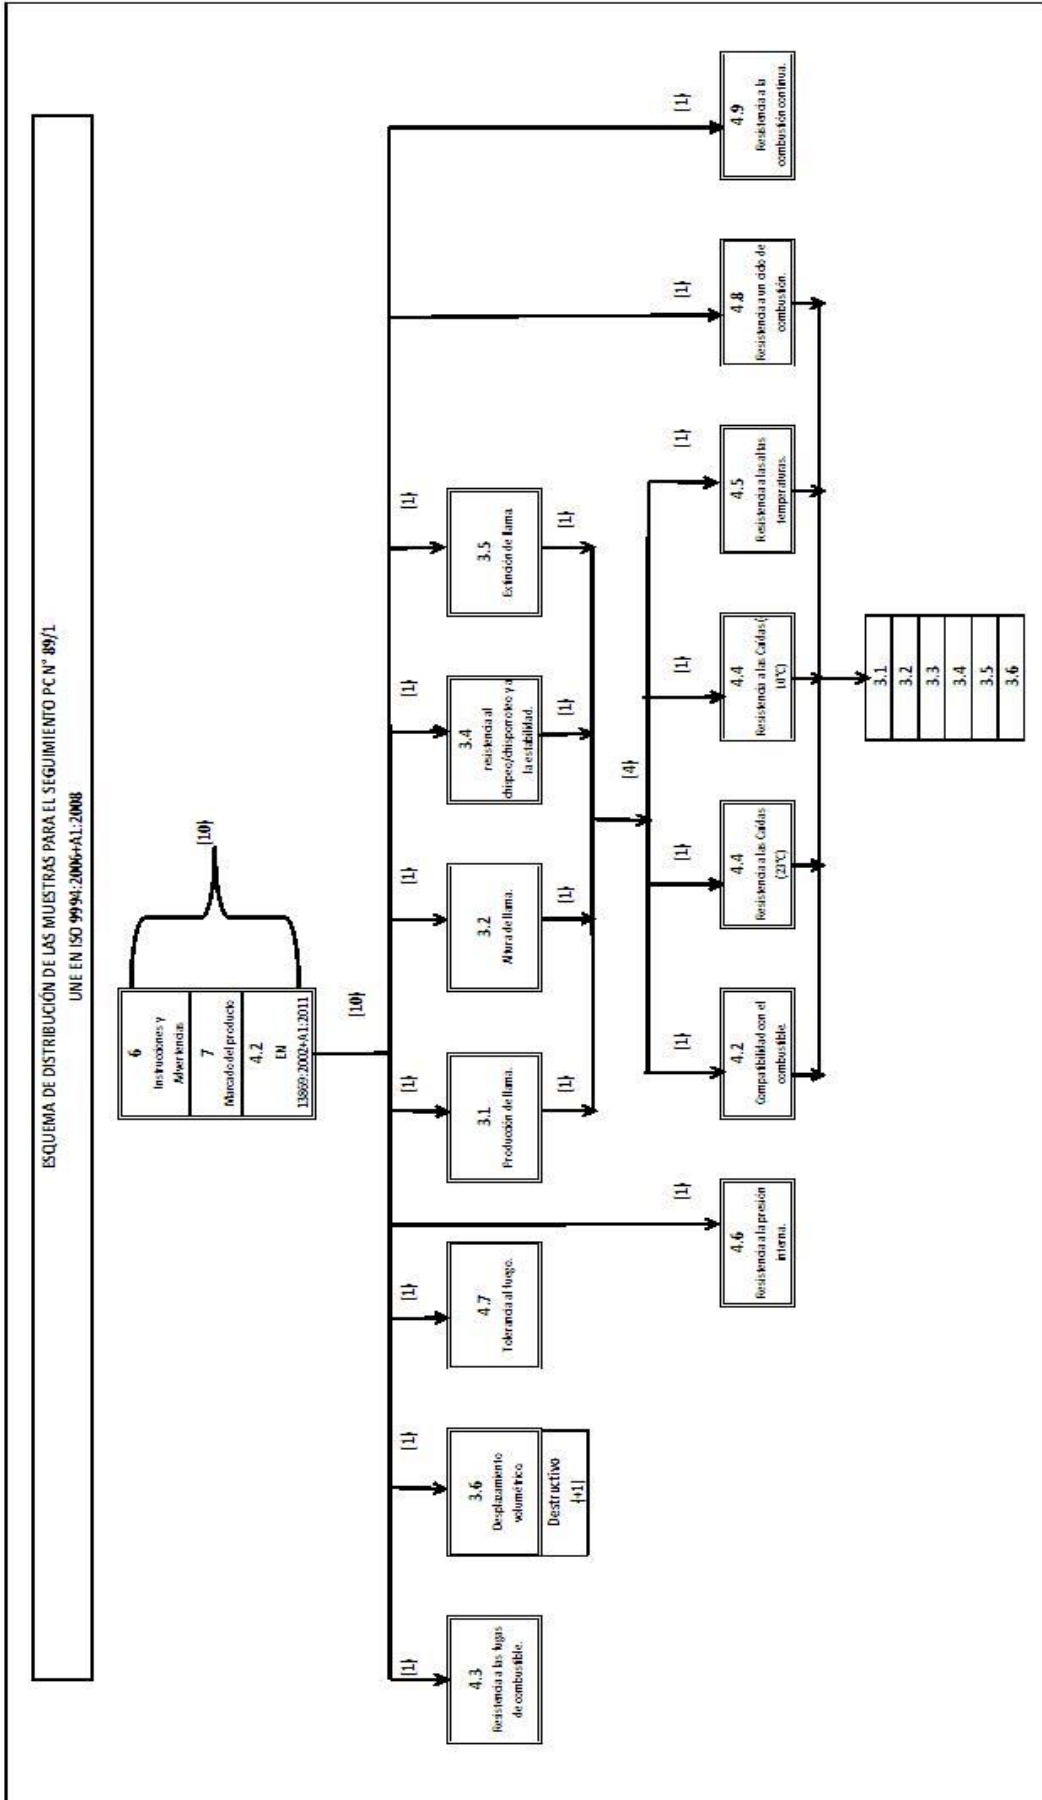 ESQUEMA DE DISTRIBUCIÓN DE LAS MUESTRAS PARA EL SEGUIMIENTO PC N° 89/1
UNE EN ISO 9994:2006+A1:2008
6
Instrucciones y
Advertencias
7
Marcado del producto
4.2
EN
13869:2002+A1:2011
[10]
[10]
[1]
[1]
[1]
[1]
[1]
[1]
[1]
4.3
Resistencia a las fugas
de combustible.
3.6
Desplazamiento
volumétrico
Destructivo
[+1]
4.7
Tolerancia al fuego.
3.1
Producción de llama.
3.2
Altura de llama.
3.4
resistencia al
chispeo/chisporroteo y a
la estabilidad.
3.5
Extinción de llama
[1]
[1]
[1]
[1]
[4]
[1]
[1]
[1]
[1]
[1]
[1]
[1]
4.6
Resistencia a la presión
interna.
4.2
Compatibilidad con el
combustible
4.4
Resistencia a las Caídas
(23°C)
4.4
Resistencia a las Caídas (
10°C)
4.5
Resistencia a las altas
temperaturas.
4.8
Resistencia a un ciclo de
combustión.
4.9
Resistencia a la
combustión continua.
3.1
3.2
3.3
3.4
3.5
3.6